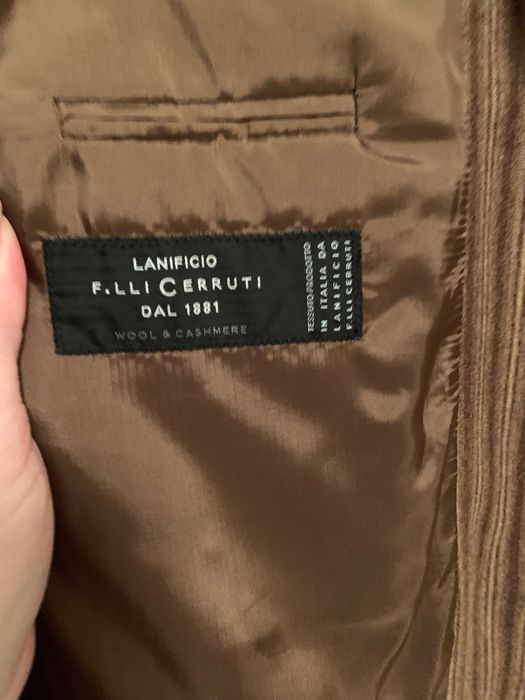 LANIFICIO
F.LLI CERRUTI
DAL 1881
WOOL & CASHMERE
TESSUTO PRODOTTO
IN ITALIA DA
LANIFICIO
F.LLI CERRUTI